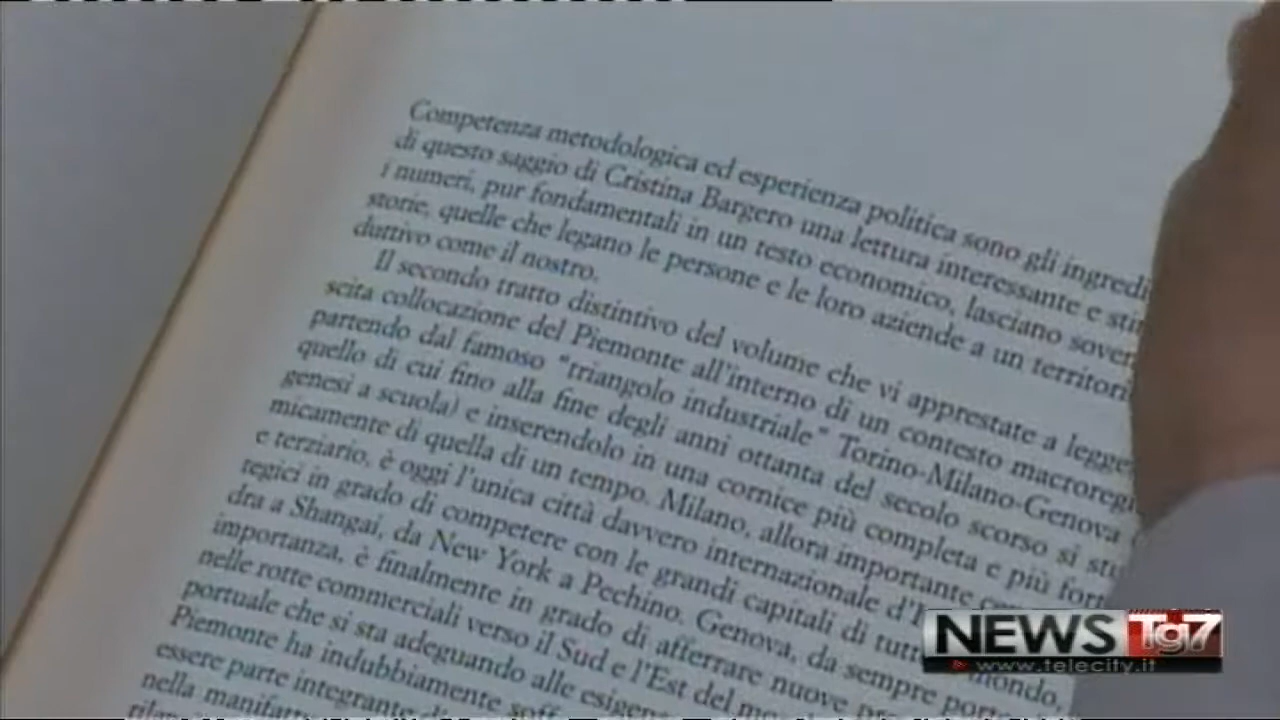 Competenza metodologica ed esperienza politica sono gli ingredi
di questo saggio di Cristina Bargero una lettura interessante e sti
i numeri, pur fondamentali in un testo economico, lasciano sover
storie, quelle che legano le persone e le loro aziende a un territori
duttivo come il nostro.
Il secondo tratto distintivo del volume che vi apprestate a legge
scita collocazione del Piemonte all'interno di un contesto macroregi
partendo dal famoso "triangolo industriale" Torino-Milano-Genova
quello di cui fino alla fine degli anni ottanta del secolo scorso si stu
genesi a scuola) e inserendolo in una cornice più completa e più fort
micamente di quella di un tempo. Milano, allora importante
e terziario, è oggi l'unica città davvero internazionale d'I
tegici in grado di competere con le grandi capitali di tutt mondo,
dra a Shangai, da New York a Pechino. Genova, da sempre port
importanza, è finalmente in grado di afferrare nuove
nelle rotte commerciali verso il Sud e l'Est del mo
portuale che si sta adeguando alle esigen
Piemonte ha indubbiamente soff
essere parte integrante
nella manifatt
NEWS Tg7
www.telecity.it